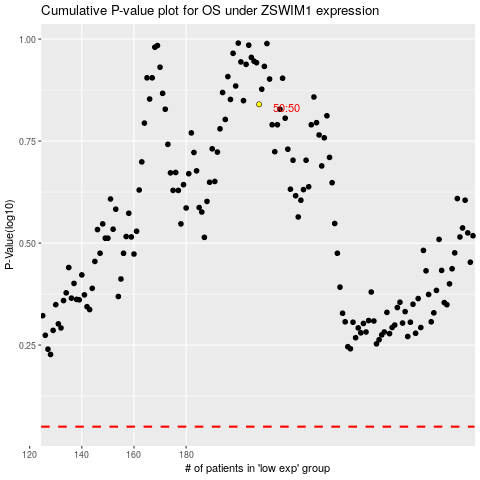 Cumulative P-value plot for OS under ZSWIM1 expression
1.00
0.75
0.50
0.25
P-Value(log10)
50:50
120 140 160 180
# of patients in 'low exp' group